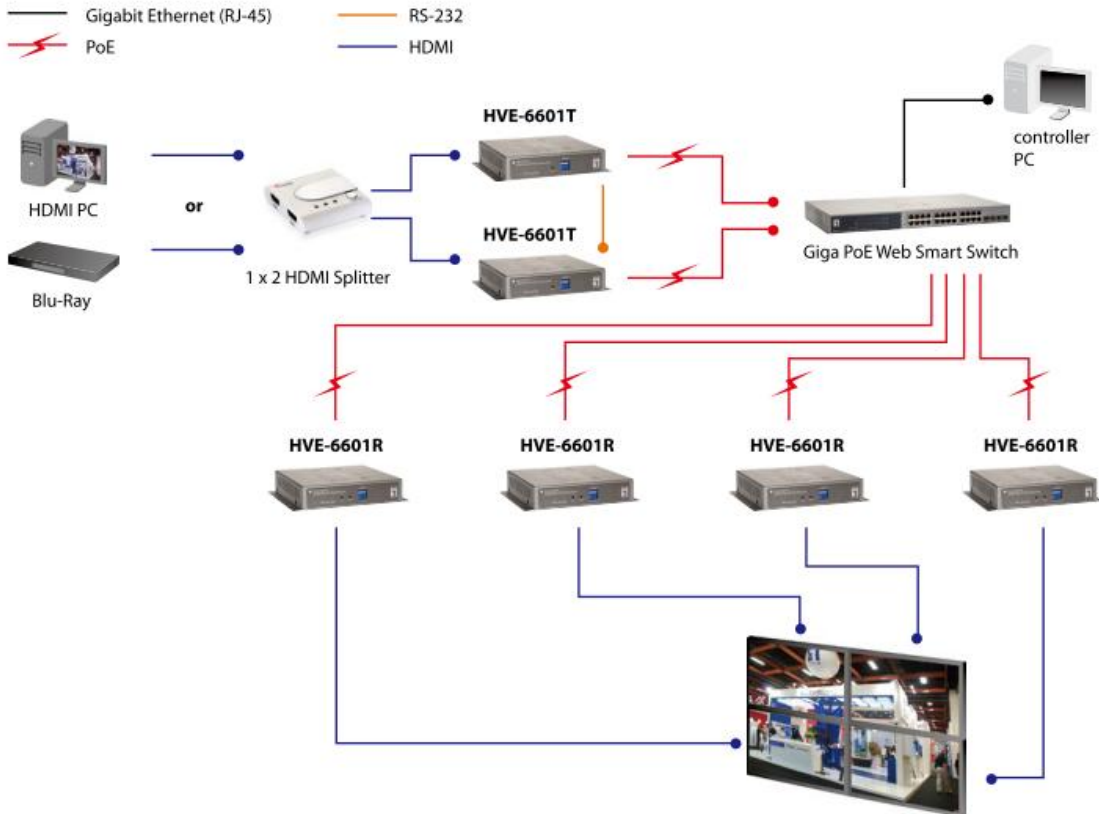 Gigabit Ethernet (RJ-45)
RS-232
PoE
HDMI
HVE-6601T
controller
PC
HDMI PC
or
HVE-6601T
Giga PoE Web Smart Switch
1 x 2 HDMI Splitter
Blu-Ray
HVE-6601R
HVE-6601R
HVE-6601R
HVE-6601R